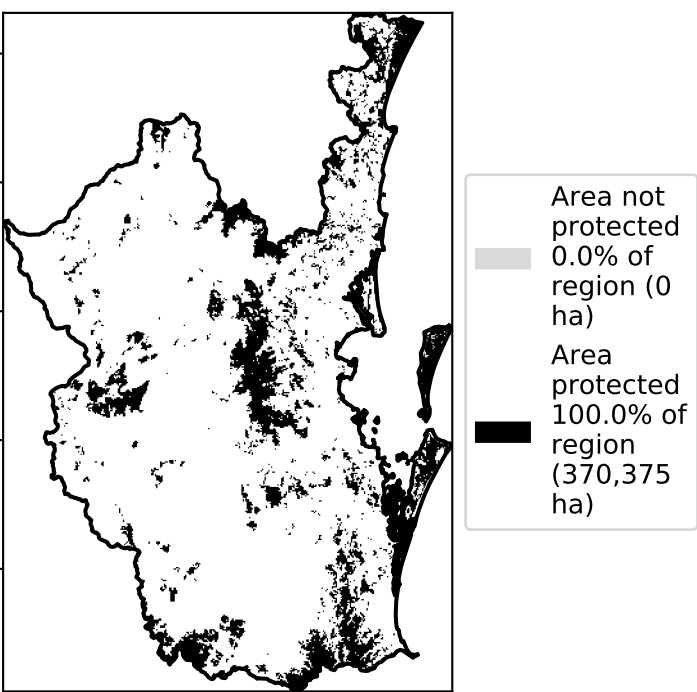 Area not
protected
0.0% of
region (0
ha)
Area
protected
100.0% of
region
(370,375
ha)